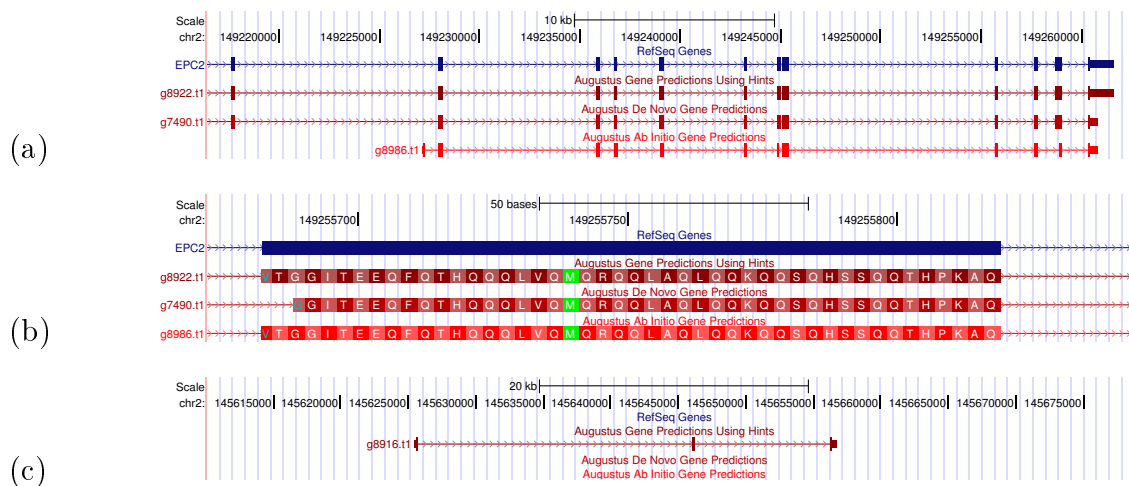 Scale 10 kb
chr2: 149220000 149225000 149230000 149235000 149240000 149245000 149250000 149255000 149260000
RefSeq Genes
EPC2
Augustus Gene Predictions Using Hints
g8922.t1
Augustus De Novo Gene Predictions
g7490.t1
Augustus Ab Initio Gene Predictions
(a) g8986.t1
Scale 50 bases
chr2: 149255700 149255750 149255800
RefSeq Genes
EPC2
Augustus Gene Predictions Using Hints
g8922.t1 T G G I T E E Q F Q T H Q Q Q L V Q M Q R Q Q L A Q L Q Q K Q Q S Q H S S Q Q T H P K A Q
Augustus De Novo Gene Predictions
g7490.t1 G I T E E Q F Q T H Q Q Q L V Q M Q R Q Q L A Q L Q Q K Q Q S Q H S S Q Q T H P K A Q
Augustus Ab Initio Gene Predictions
(b) g8986.t1 T G G I T E E Q F Q T H Q Q Q L V Q M Q R Q Q L A Q L Q Q K Q Q S Q H S S Q Q T H P K A Q
Scale 20 kb
chr2: 145615000 145620000 145625000 145630000 145635000 145640000 145645000 145650000 145655000 145660000 145665000 145670000 145675000
RefSeq Genes
Augustus Gene Predictions Using Hints
g8916.t1
Augustus De Novo Gene Predictions
(c) Augustus Ab Initio Gene Predictions